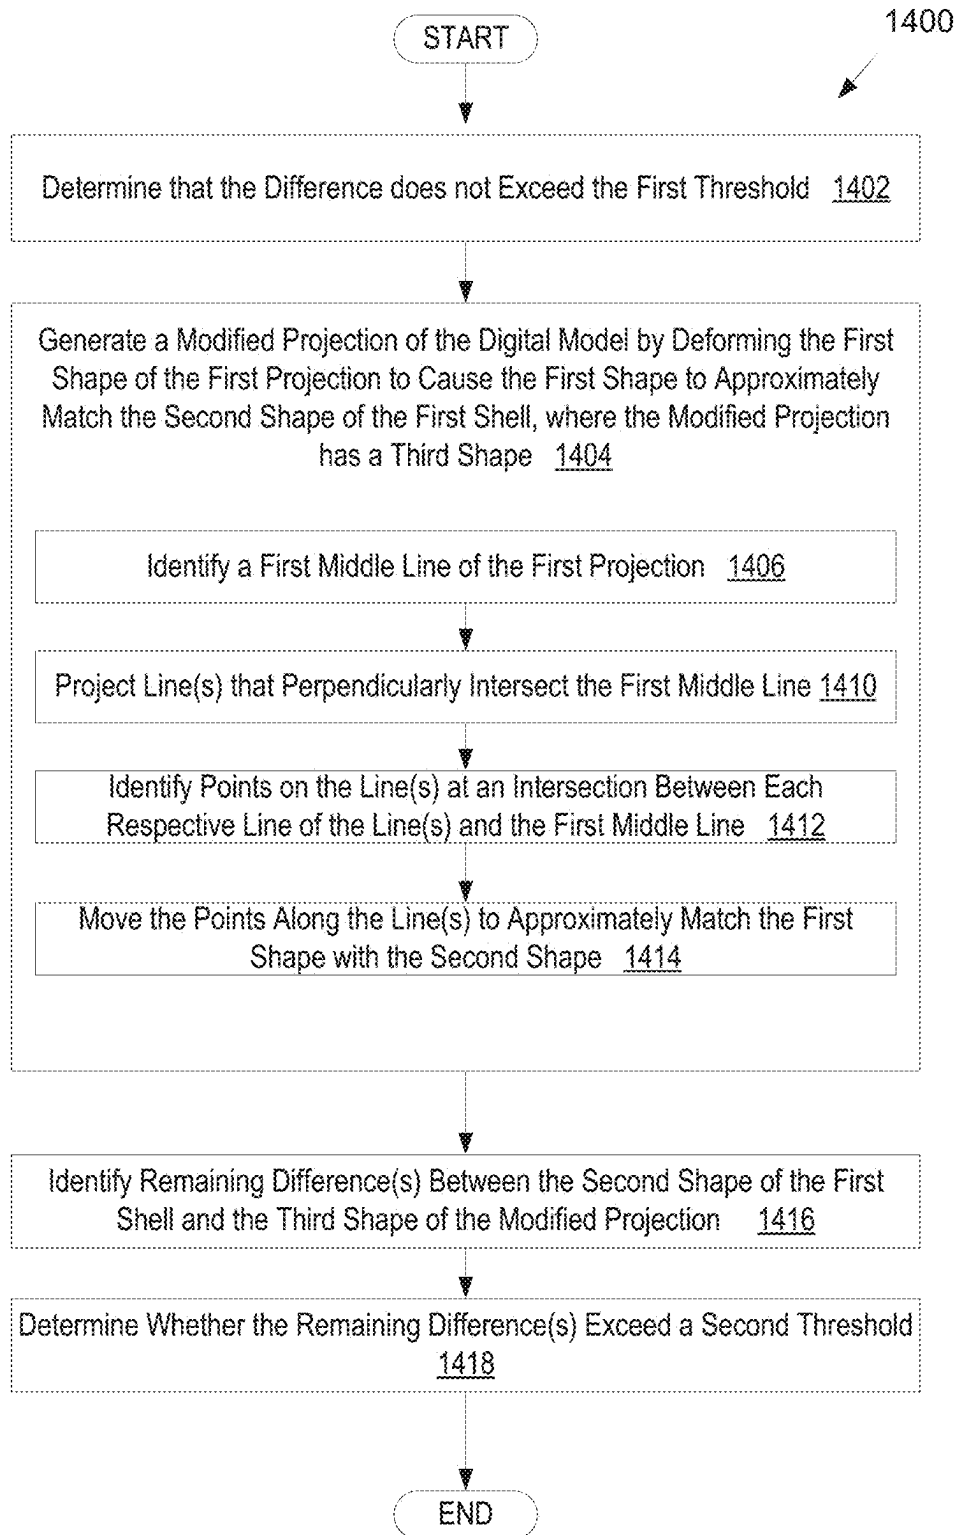 1400
START
Determine that the Difference does not Exceed the First Threshold 1402
Generate a Modified Projection of the Digital Model by Deforming the First
Shape of the First Projection to Cause the First Shape to Approximately
Match the Second Shape of the First Shell, where the Modified Projection
has a Third Shape 1404
Identify a First Middle Line of the First Projection 1406
Project Line(s) that Perpendicularly Intersect the First Middle Line 1410
Identify Points on the Line(s) at an Intersection Between Each
Respective Line of the Line(s) and the First Middle Line 1412
Move the Points Along the Line(s) to Approximately Match the First
Shape with the Second Shape 1414
Identify Remaining Difference(s) Between the Second Shape of the First
Shell and the Third Shape of the Modified Projection 1416
Determine Whether the Remaining Difference(s) Exceed a Second Threshold
1418
END